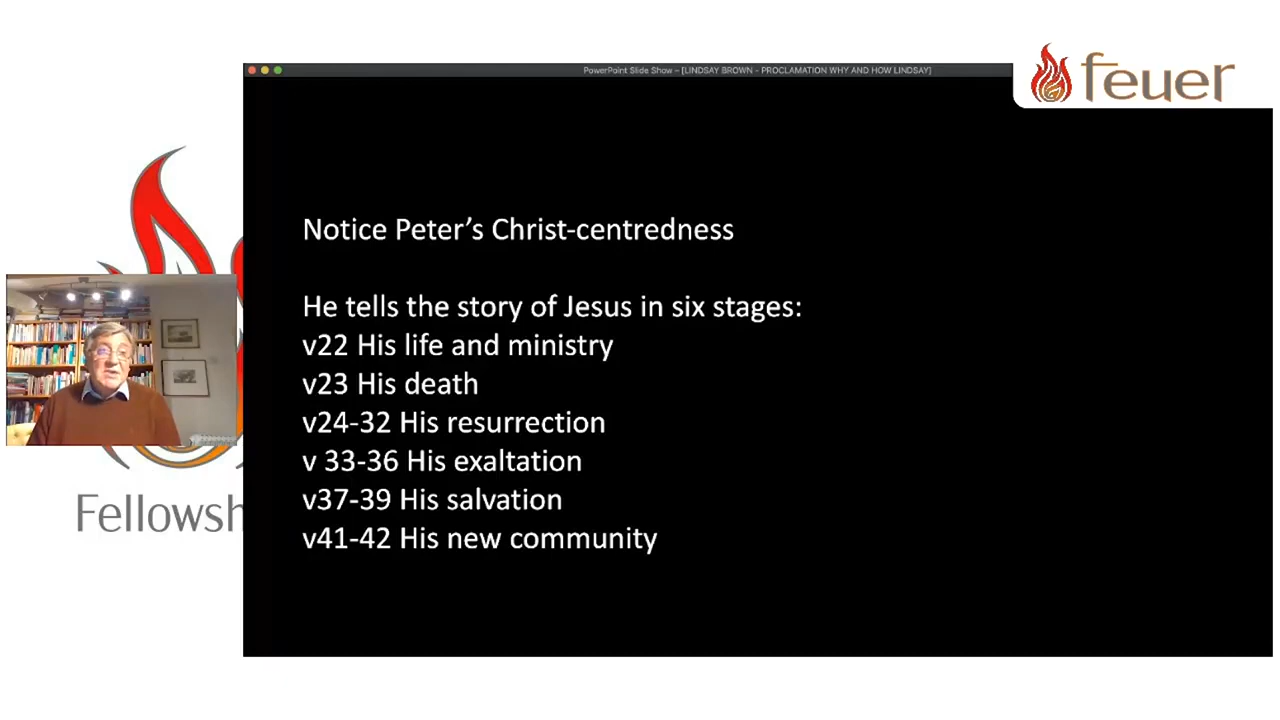 PowerPoint Slide Show – [LINDSAY BROWN - PROCLAMATION WHY AND HOW LINDSAY]
feuer
Notice Peter’s Christ-centredness
He tells the story of Jesus in six stages:
v22 His life and ministry
v23 His death
v24-32 His resurrection
v 33-36 His exaltation
v37-39 His salvation
v41-42 His new community
Fellowsh